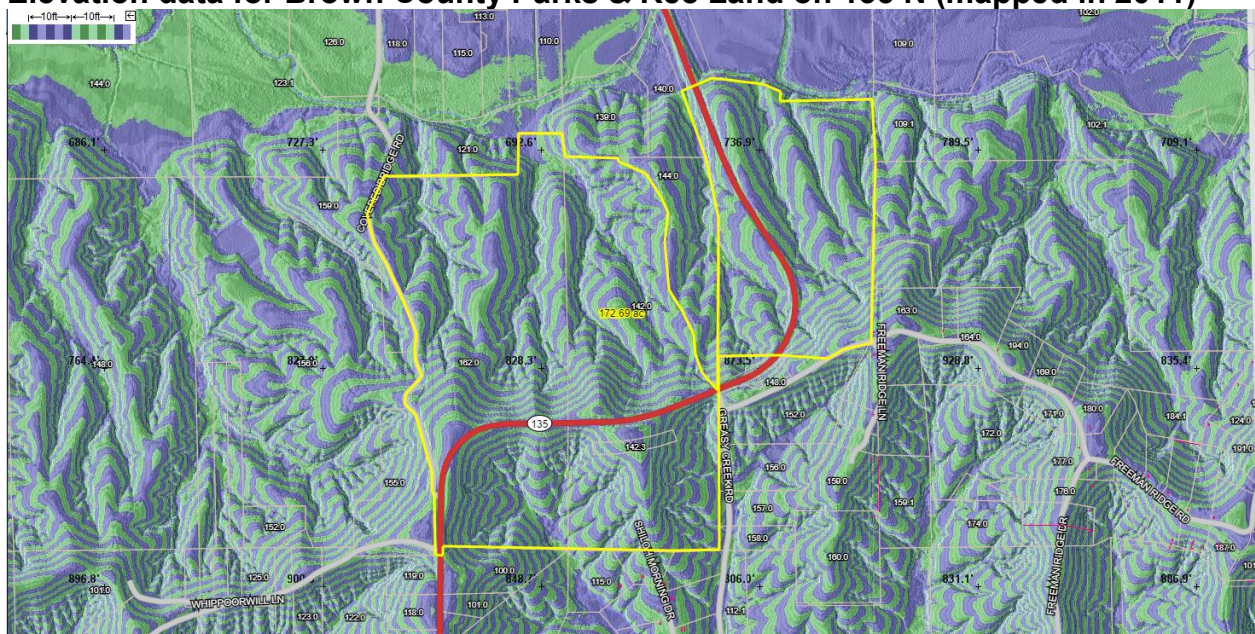 Elevation data for Brown County Parks & Rec Land on 135 N (mapped in 2011)
10ft 10ft E
113.0
102.0
126.0 118.0 115.0 110.0 109.0
144.0 123.1 140.0
139.0 109.1 102.1
686.1' 727.3' 121.0 692.6' 736.9' 789.5' 709.1'
COVERED BRIDGE RD
144.0
159.0
142.0
172.69 ac
163.0
164.0 194.0
148.0 156.0 162.0 828.3' 873.5' 928.8' 835.4'
FREEMAN RIDGE LN
169.0
148.0
135
152.0
171.0 180.0 184.1 124.0
GREASY CREEK RD
142.3 172.0 191.0
156.0 177.0
155.0 159.0 176.0
FREEMAN RIDGE RD
157.0 159.1
152.0 158.0 174.0
SHILOH MORNING DR
160.0 187.0
FREEMAN RIDGE DR
896.8' 101.0 125.0 119.0 100.0 115.0 806.0' 831.1' 886.9'
WHIPPOORWILL LN
101.0 112.1
123.0 122.0 118.0